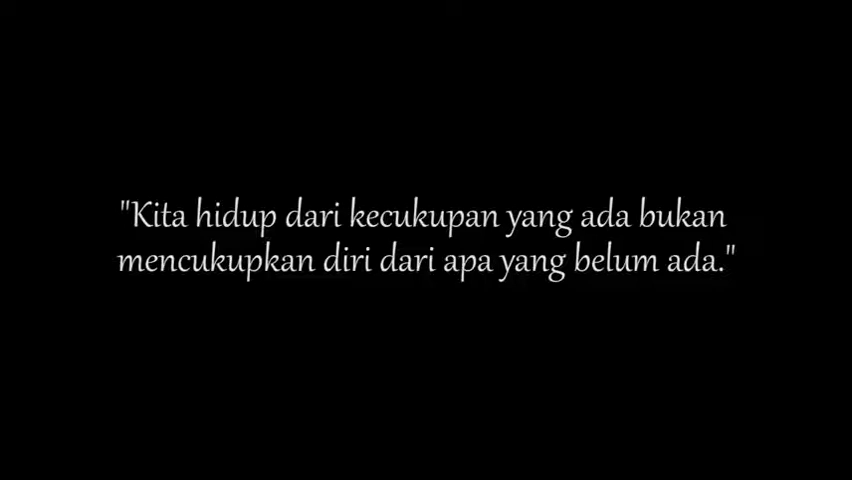 "Kita hidup dari kecukupan yang ada bukan
mencukupkan diri dari apa yang belum ada."